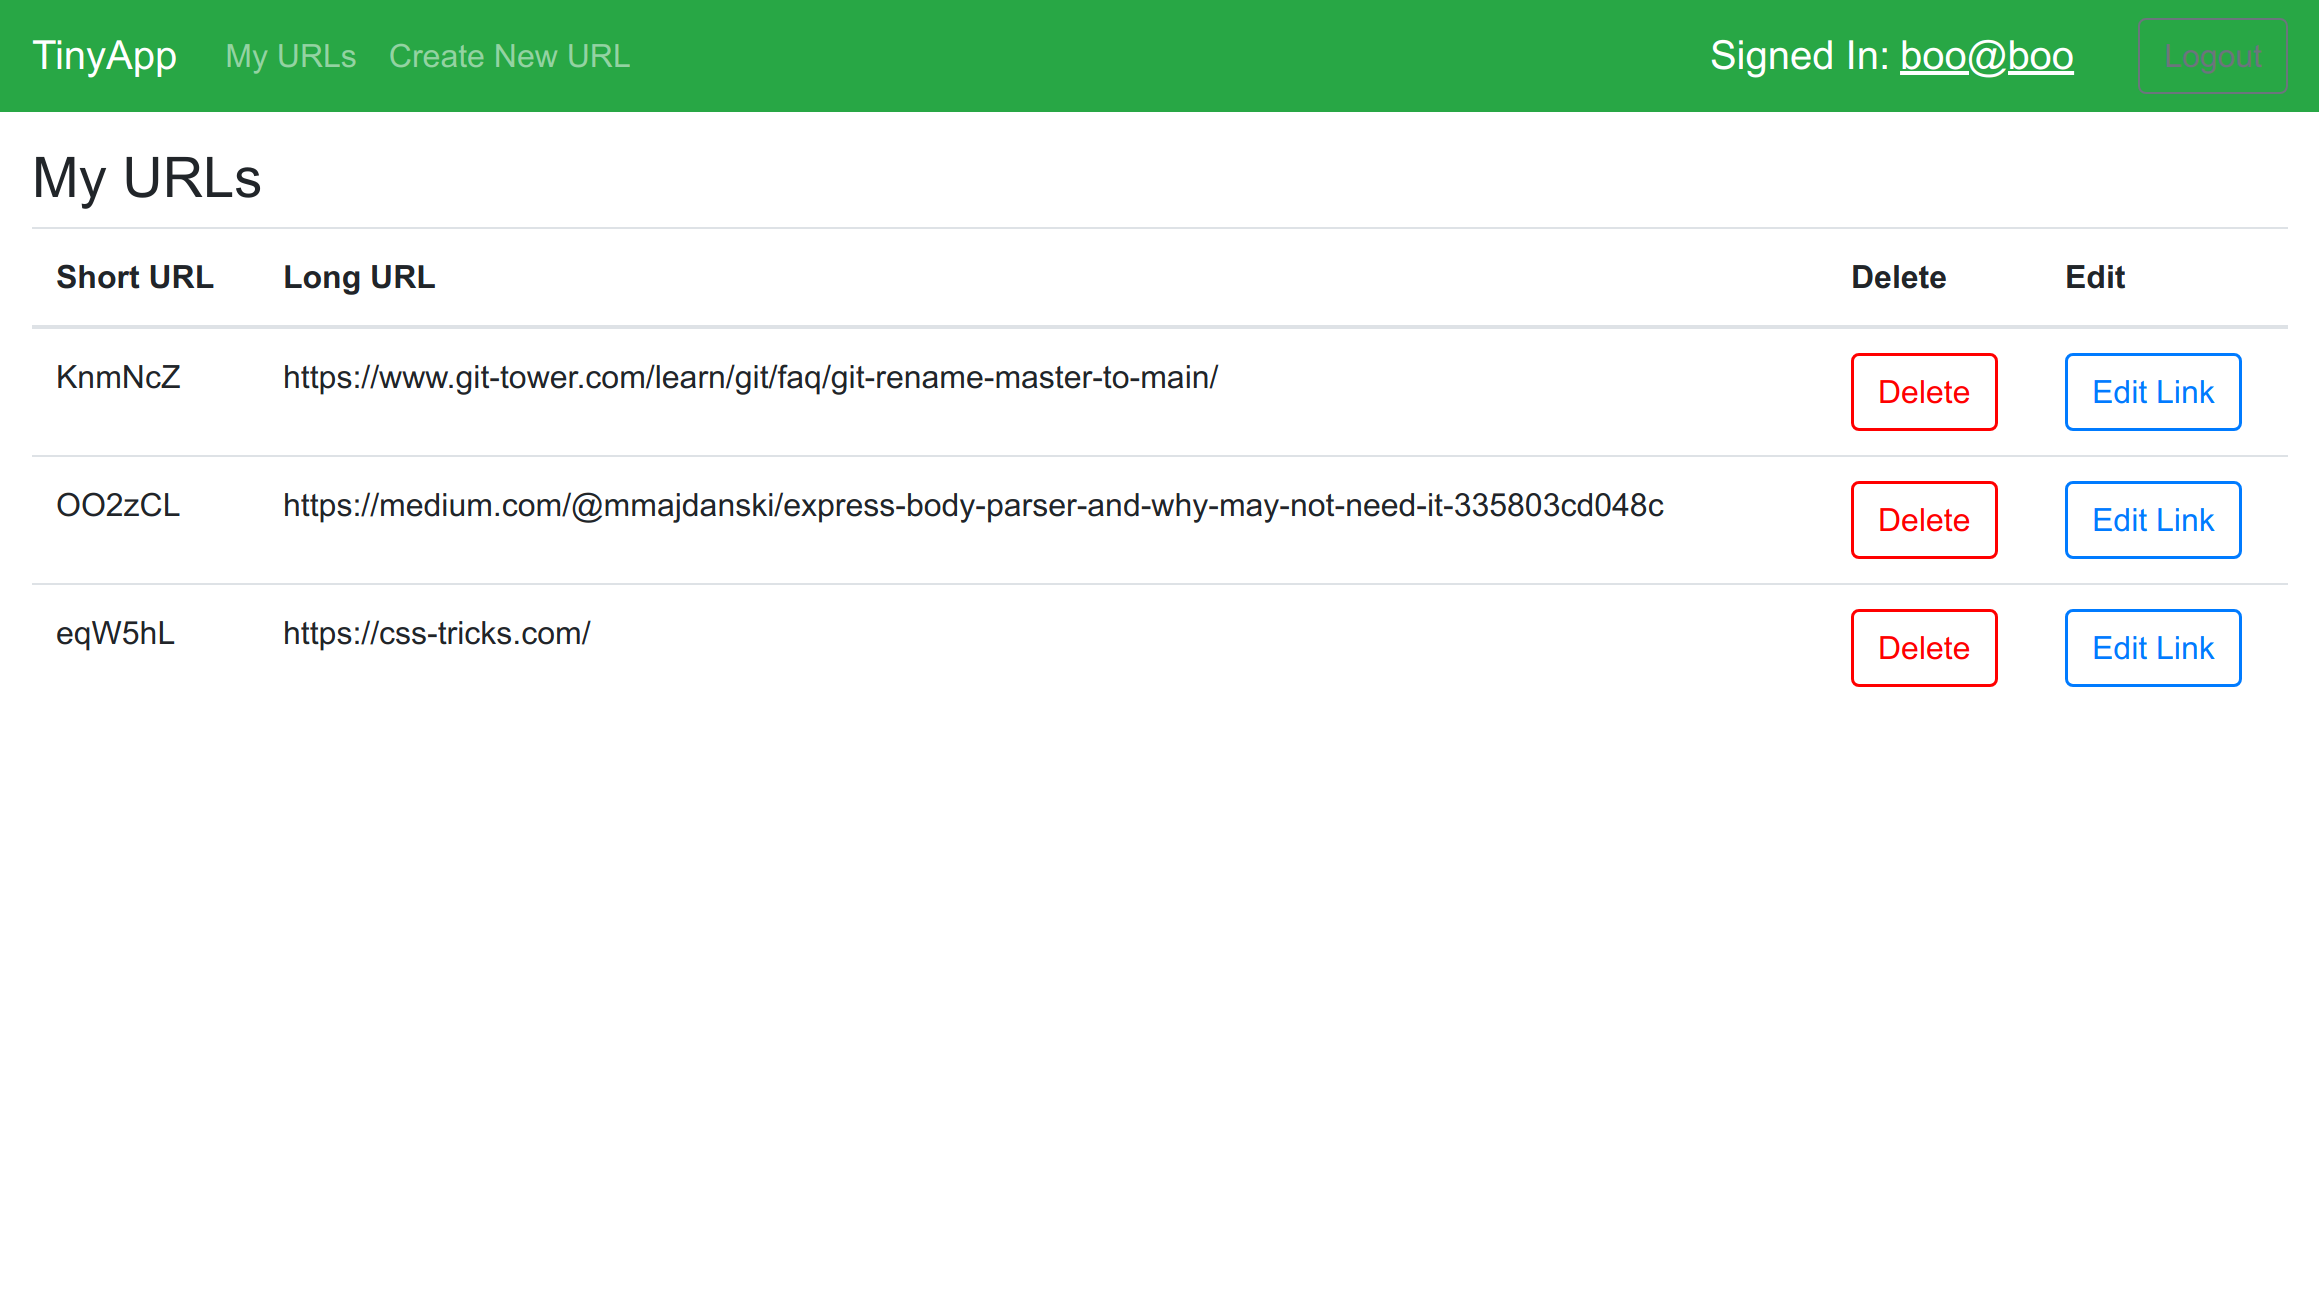 TinyApp My URLs Create New URL Signed In: boo@boo Logout
My URLs
Short URL Long URL Delete Edit
KnmNcZ https://www.git-tower.com/learn/git/faq/git-rename-master-to-main/ Delete Edit Link
OO2zCL https://medium.com/@mmajdanski/express-body-parser-and-why-may-not-need-it-335803cd048c Delete Edit Link
eqW5hL https://css-tricks.com/ Delete Edit Link